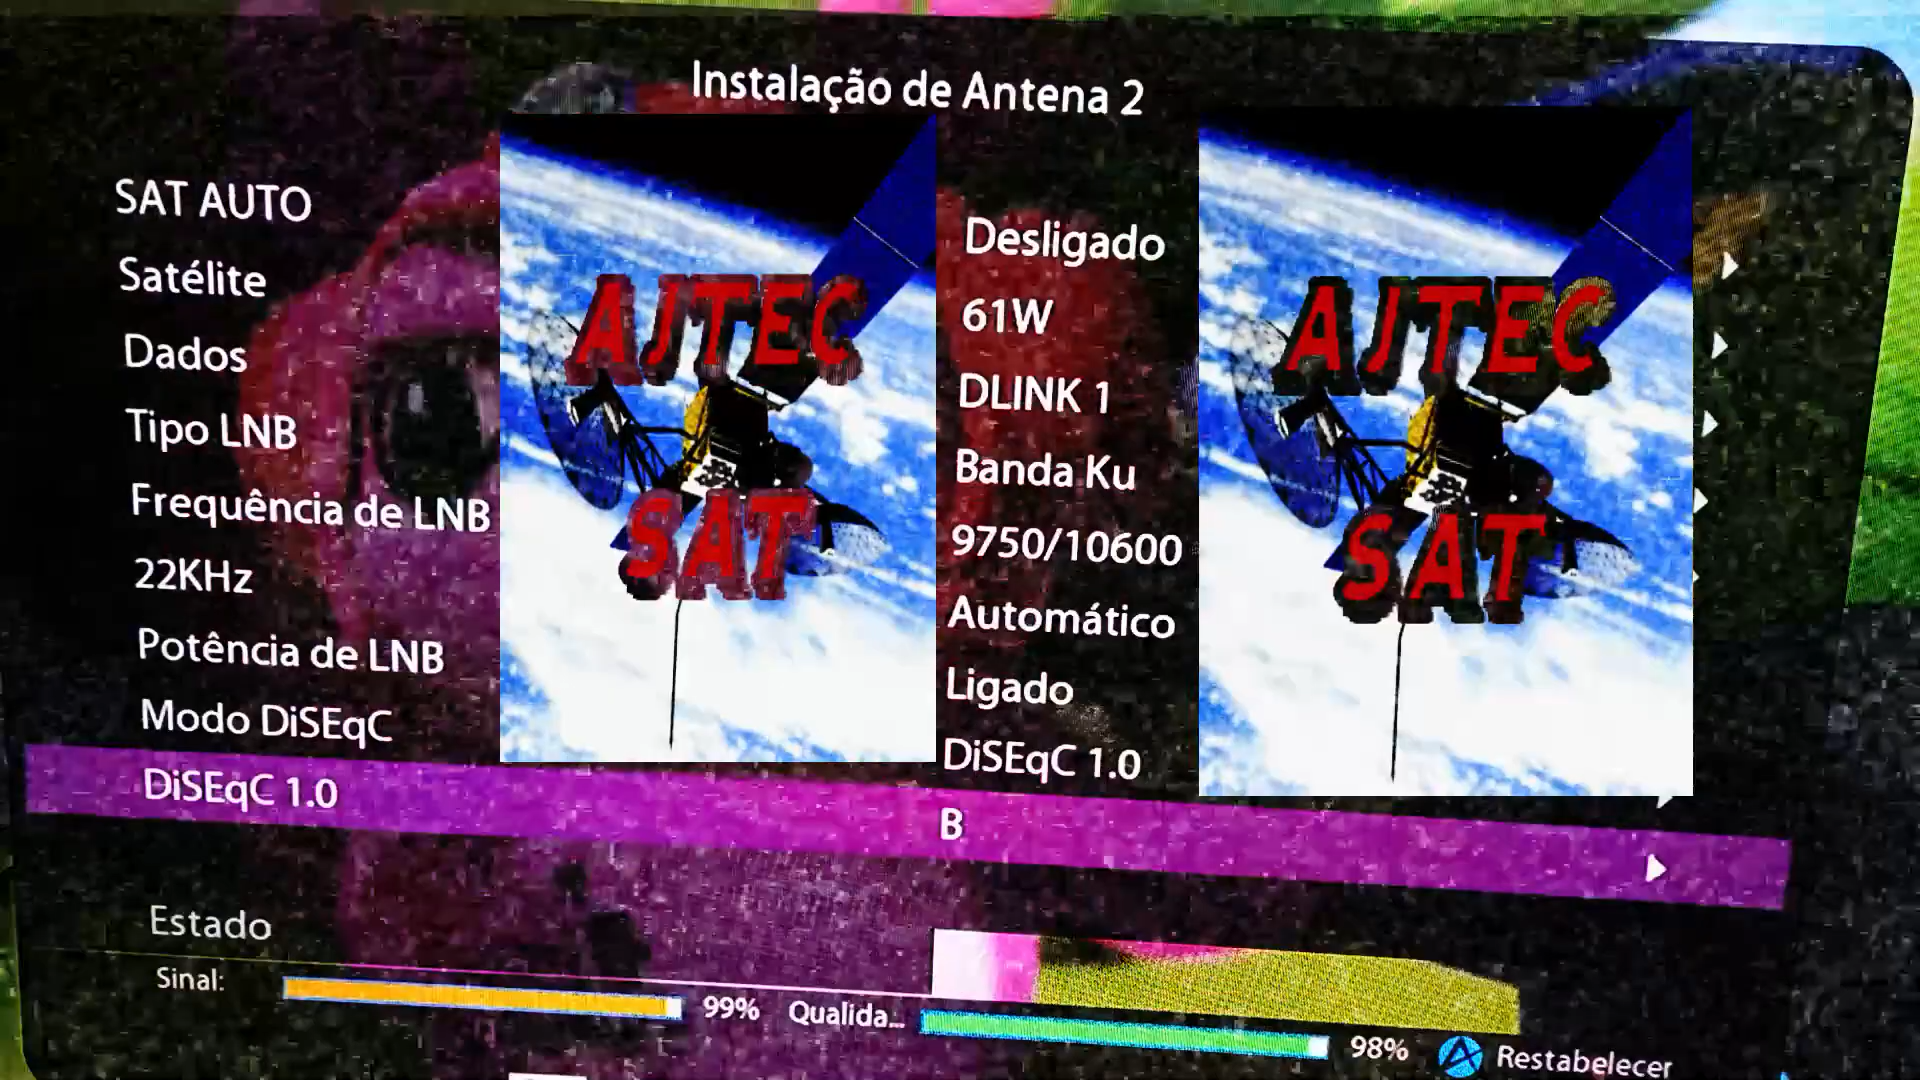 Instalação de Antena 2
SAT AUTO Desligado
Satélite 61W
Dados DLINK 1
Tipo LNB Banda Ku
Frequência de LNB 9750/10600
22KHz Automático
Potência de LNB Ligado
Modo DiSEqC DiSEqC 1.0
DiSEqC 1.0 B
AJTEC
SAT
AJTEC
SAT
Estado
Sinal: 99% Qualida... 98% Restabelecer